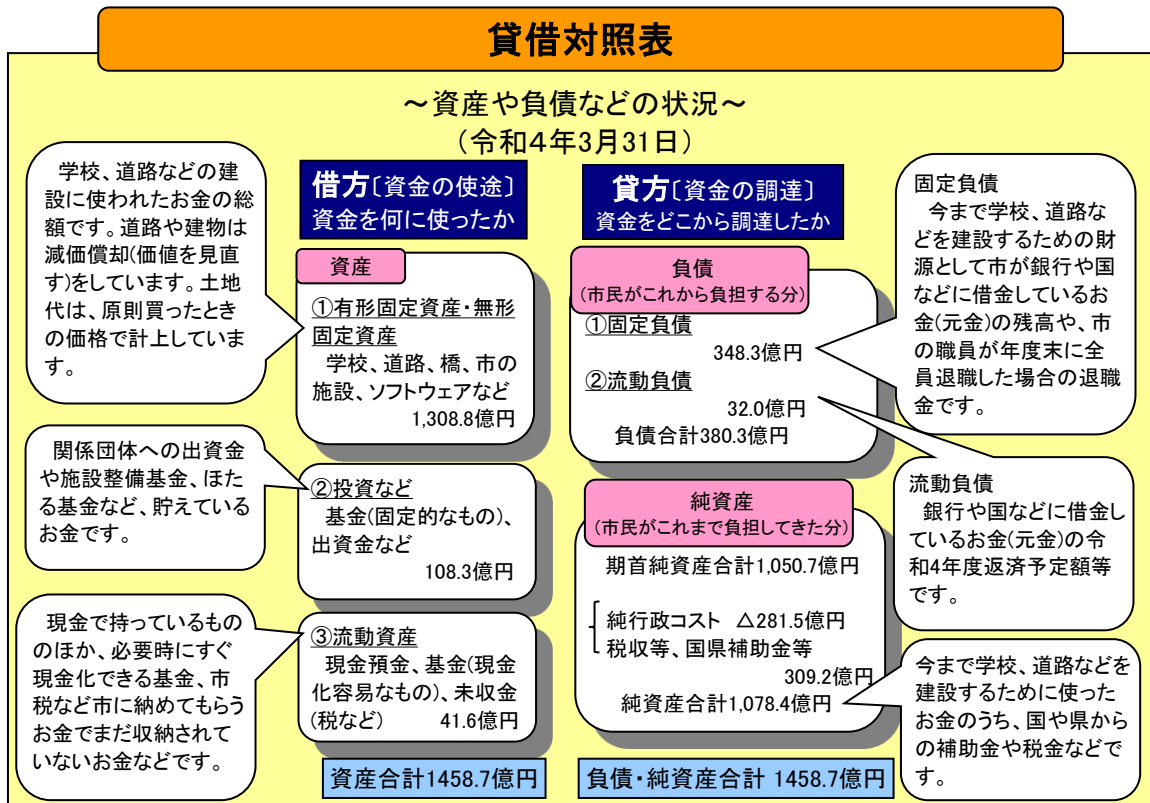 貸借対照表
～資産や負債などの状況～
（令和４年3月31日）
学校、道路などの建
設に使われたお金の総
額です。道路や建物は
減価償却(価値を見直
す)をしています。土地
代は、原則買ったとき
の価格で計上していま
す。
関係団体への出資金
や施設整備基金、ほた
る基金など、貯えている
お金です。
現金で持っているもの
のほか、必要時にすぐ
現金化できる基金、市
税など市に納めてもらう
お金でまだ収納されて
いないお金などです。
借方〔資金の使途〕
資金を何に使ったか
資産
①有形固定資産・無形
固定資産
学校、道路、橋、市の
施設、ソフトウェアなど
1,308.8億円
②投資など
基金(固定的なもの)、
出資金など
108.3億円
③流動資産
現金預金、基金(現金
化容易なもの)、未収金
(税など) 41.6億円
資産合計1458.7億円
貸方〔資金の調達〕
資金をどこから調達したか
負債
(市民がこれから負担する分)
①固定負債
348.3億円
②流動負債
32.0億円
負債合計380.3億円
純資産
(市民がこれまで負担してきた分)
期首純資産合計1,050.7億円
純行政コスト △281.5億円
税収等、国県補助金等
309.2億円
純資産合計1,078.4億円
負債・純資産合計 1458.7億円
固定負債
今まで学校、道路な
どを建設するための財
源として市が銀行や国
などに借金しているお
金(元金)の残高や、市
の職員が年度末に全
員退職した場合の退職
金です。
流動負債
銀行や国などに借金し
ているお金(元金)の令
和4年度返済予定額等
です。
今まで学校、道路などを
建設するために使った
お金のうち、国や県から
の補助金や税金などで
す。